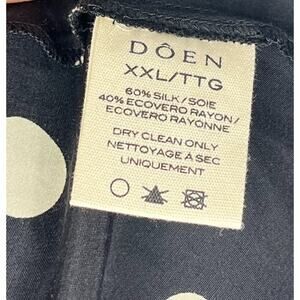 DÔEN
XXL/TTG
60% SILK/SOIE
40% ECOVERO RAYON/
ECOVERO RAYONNE
DRY CLEAN ONLY
NETTOYAGE À SEC
UNIQUEMENT